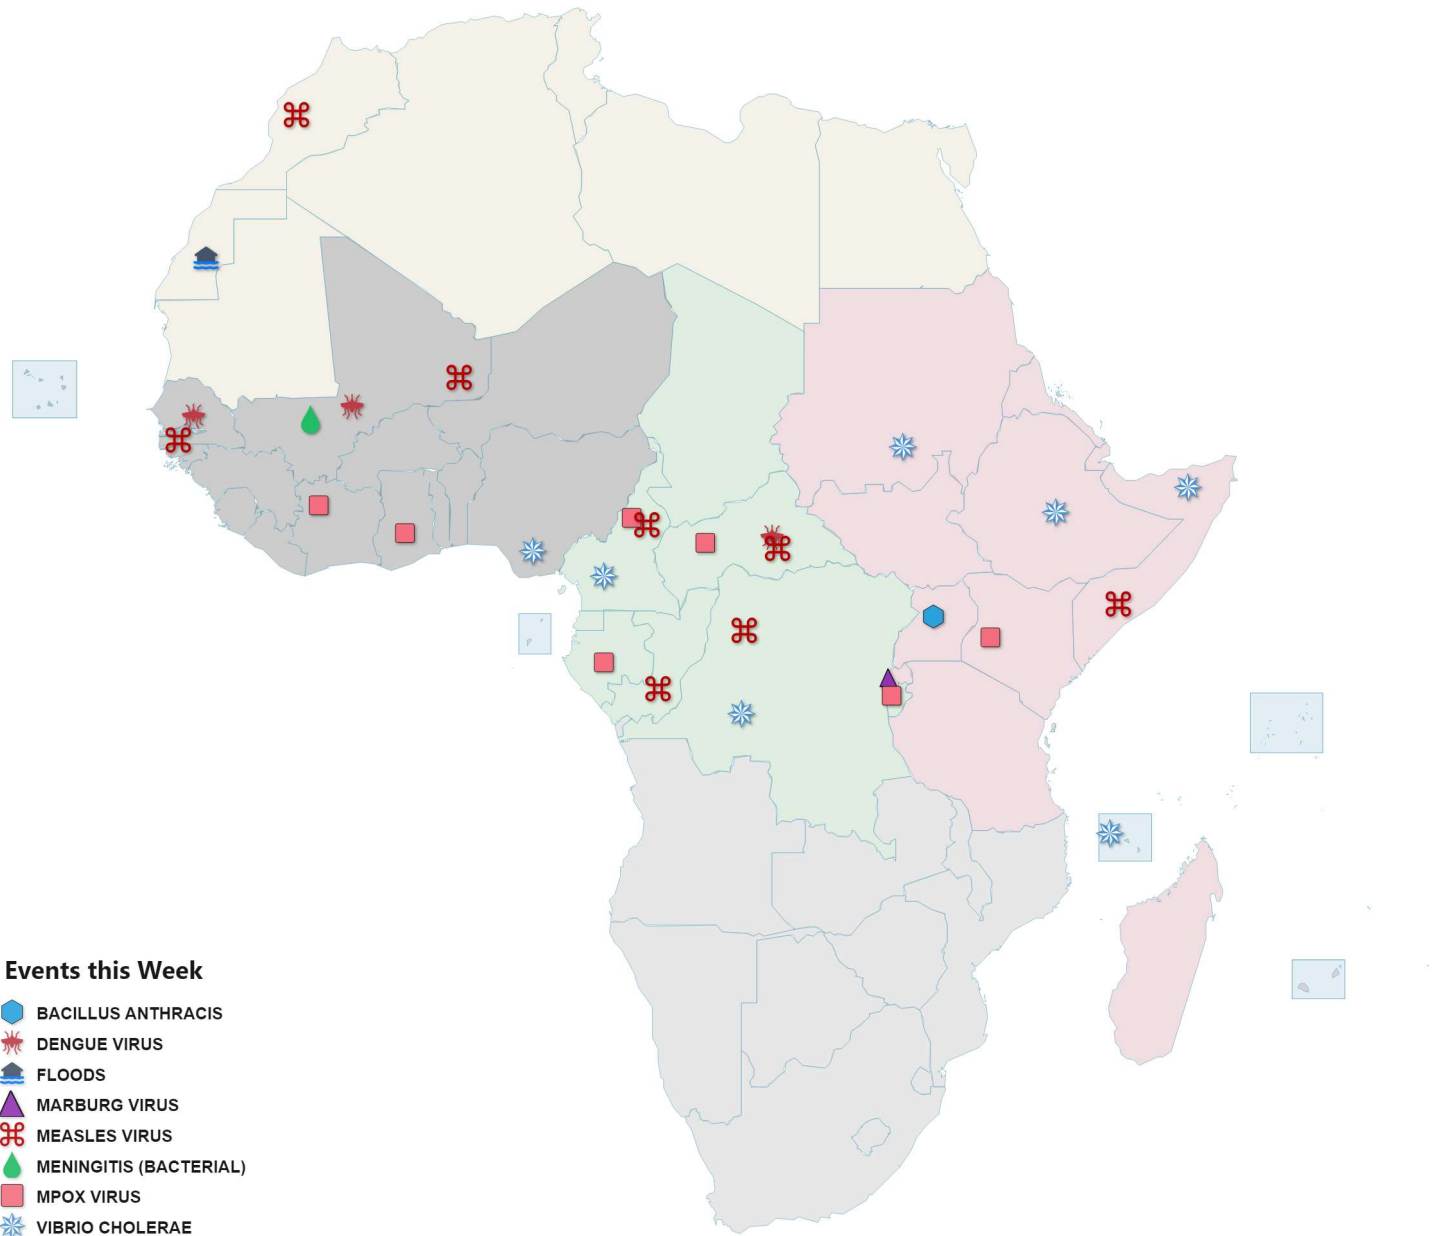 Events this Week
BACILLUS ANTHRACIS
DENGUE VIRUS
FLOODS
MARBURG VIRUS
MEASLES VIRUS
MENINGITIS (BACTERIAL)
MPOX VIRUS
VIBRIO CHOLERAE